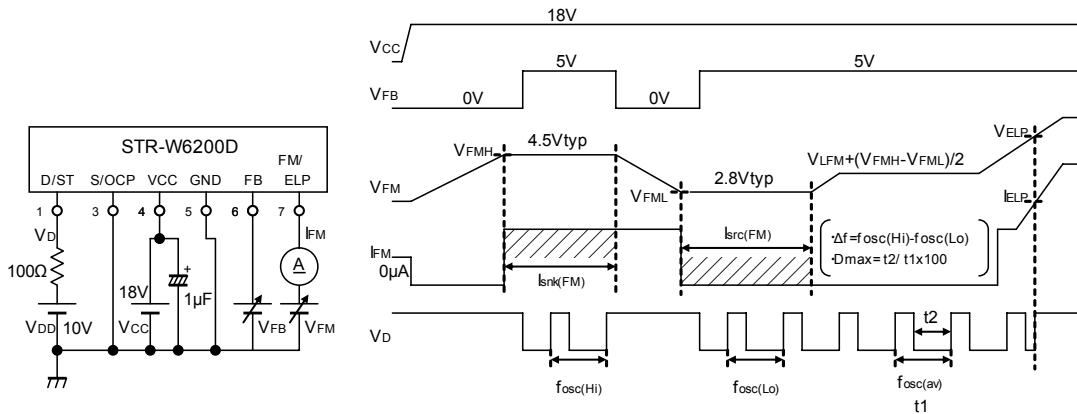 STR-W6200D
FM/
D/ST S/OCP VCC GND FB ELP
1 3 4 5 6 7
VD
IFM
100Ω
A
+
18V
1µF
VDD 10V
VCC
VFB
VFM
18V
VCC
5V 5V
VFB
0V 0V
VFMH 4.5Vtyp
VELP
VLFM+(VFMH-VFML)/2
VFM
VFML 2.8Vtyp
IELP
IFM
0µA
Isrc(FM)
Isnk(FM)
·Δf=fosc(Hi)-fosc(Lo)
·Dmax=t2/ t1x100
VD
t2
fosc(Hi) fosc(Lo) fosc(av)
t1